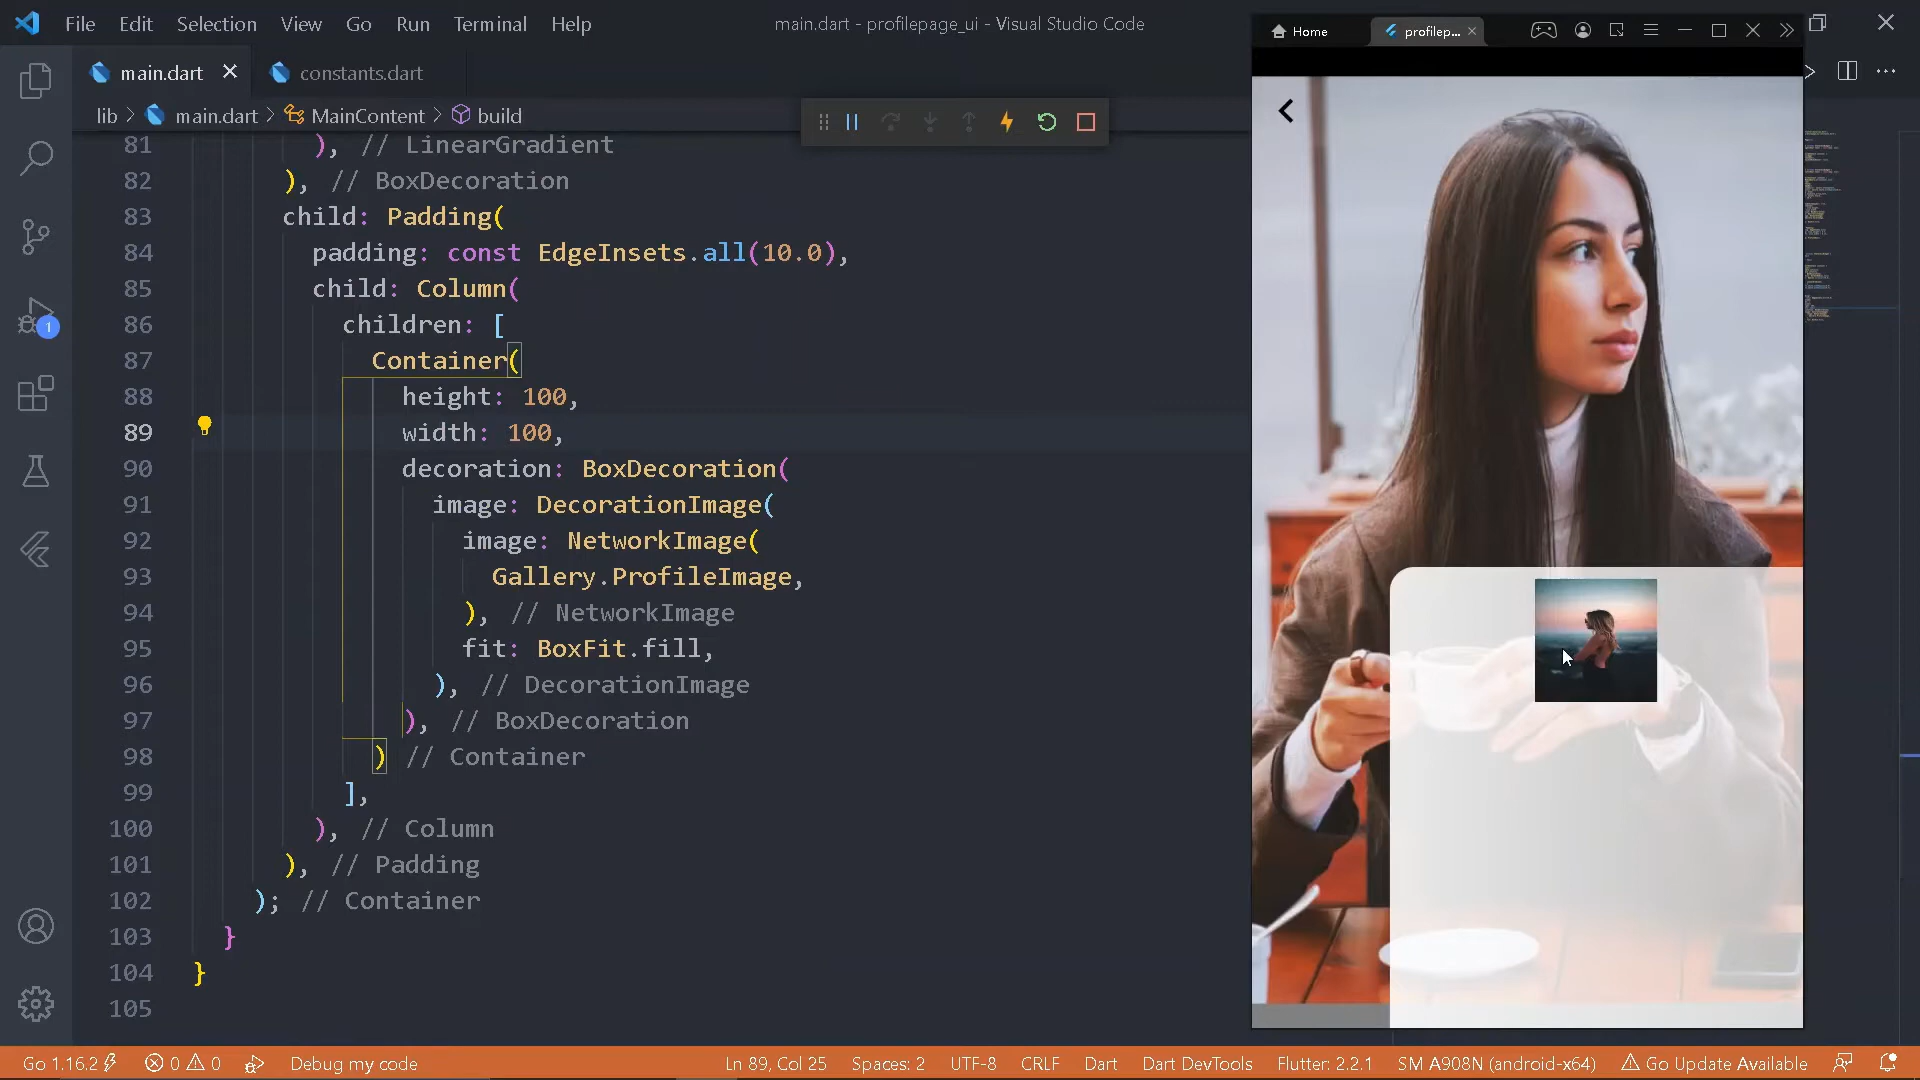 File Edit Selection View Go Run Terminal Help
main.dart - profilepage_ui - Visual Studio Code
Home
profilep...
main.dart
constants.dart
lib > main.dart > MainContent > build
81 ), // LinearGradient
82 ), // BoxDecoration
83 child: Padding(
84 padding: const EdgeInsets.all(10.0),
85 child: Column(
86 children: [
87 Container(
88 height: 100,
89 width: 100,
90 decoration: BoxDecoration(
91 image: DecorationImage(
92 image: NetworkImage(
93 Gallery.ProfileImage,
94 ), // NetworkImage
95 fit: BoxFit.fill,
96 ), // DecorationImage
97 ), // BoxDecoration
98 ) // Container
99 ],
100 ), // Column
101 ), // Padding
102 ); // Container
103 }
104 }
105
1
Go 1.16.2 0 0 Debug my code Ln 89, Col 25 Spaces: 2 UTF-8 CRLF Dart Dart DevTools Flutter: 2.2.1 SM A908N (android-x64) Go Update Available